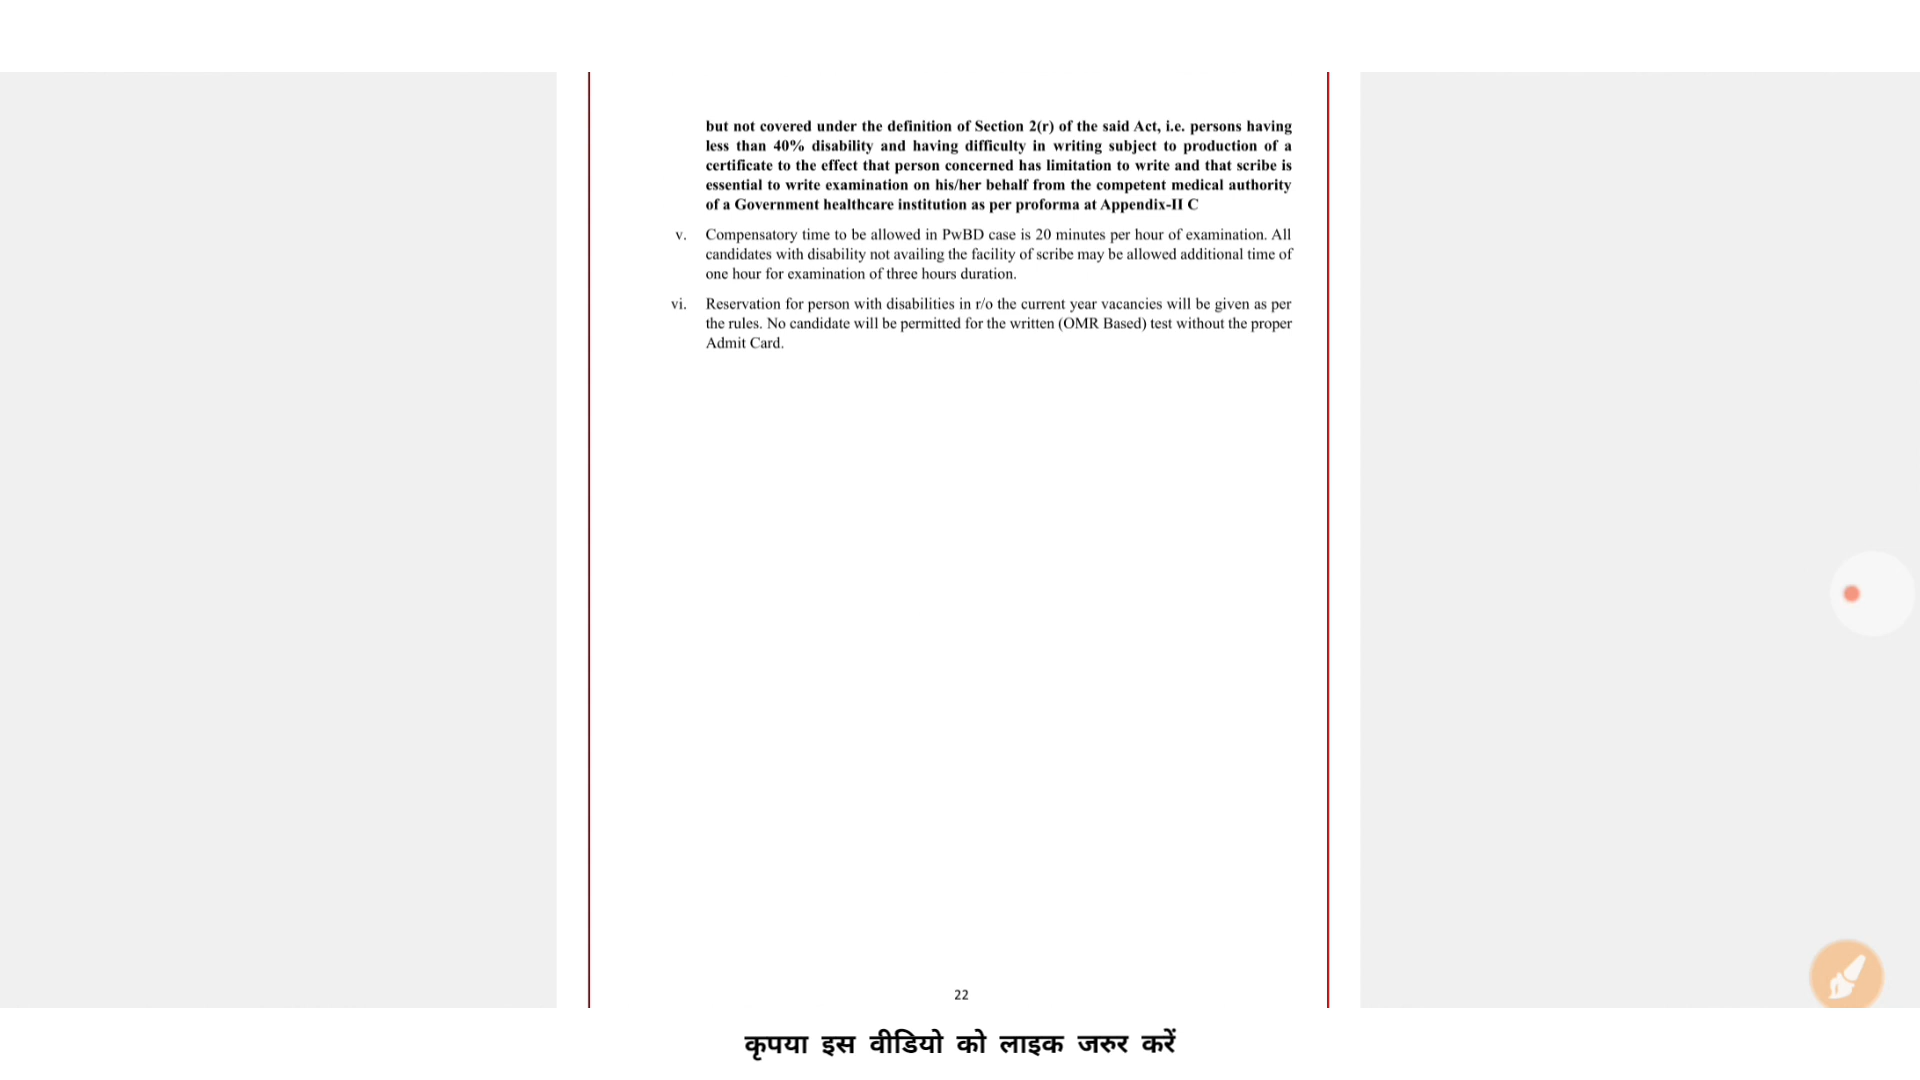 but not covered under the definition of Section 2(r) of the said Act, i.e. persons having
less than 40% disability and having difficulty in writing subject to production of a
certificate to the effect that person concerned has limitation to write and that scribe is
essential to write examination on his/her behalf from the competent medical authority
of a Government healthcare institution as per proforma at Appendix-II C
v. Compensatory time to be allowed in PwBD case is 20 minutes per hour of examination. All
candidates with disability not availing the facility of scribe may be allowed additional time of
one hour for examination of three hours duration.
vi. Reservation for person with disabilities in r/o the current year vacancies will be given as per
the rules. No candidate will be permitted for the written (OMR Based) test without the proper
Admit Card.
22
कृपया इस वीडियो को लाइक जरुर करें